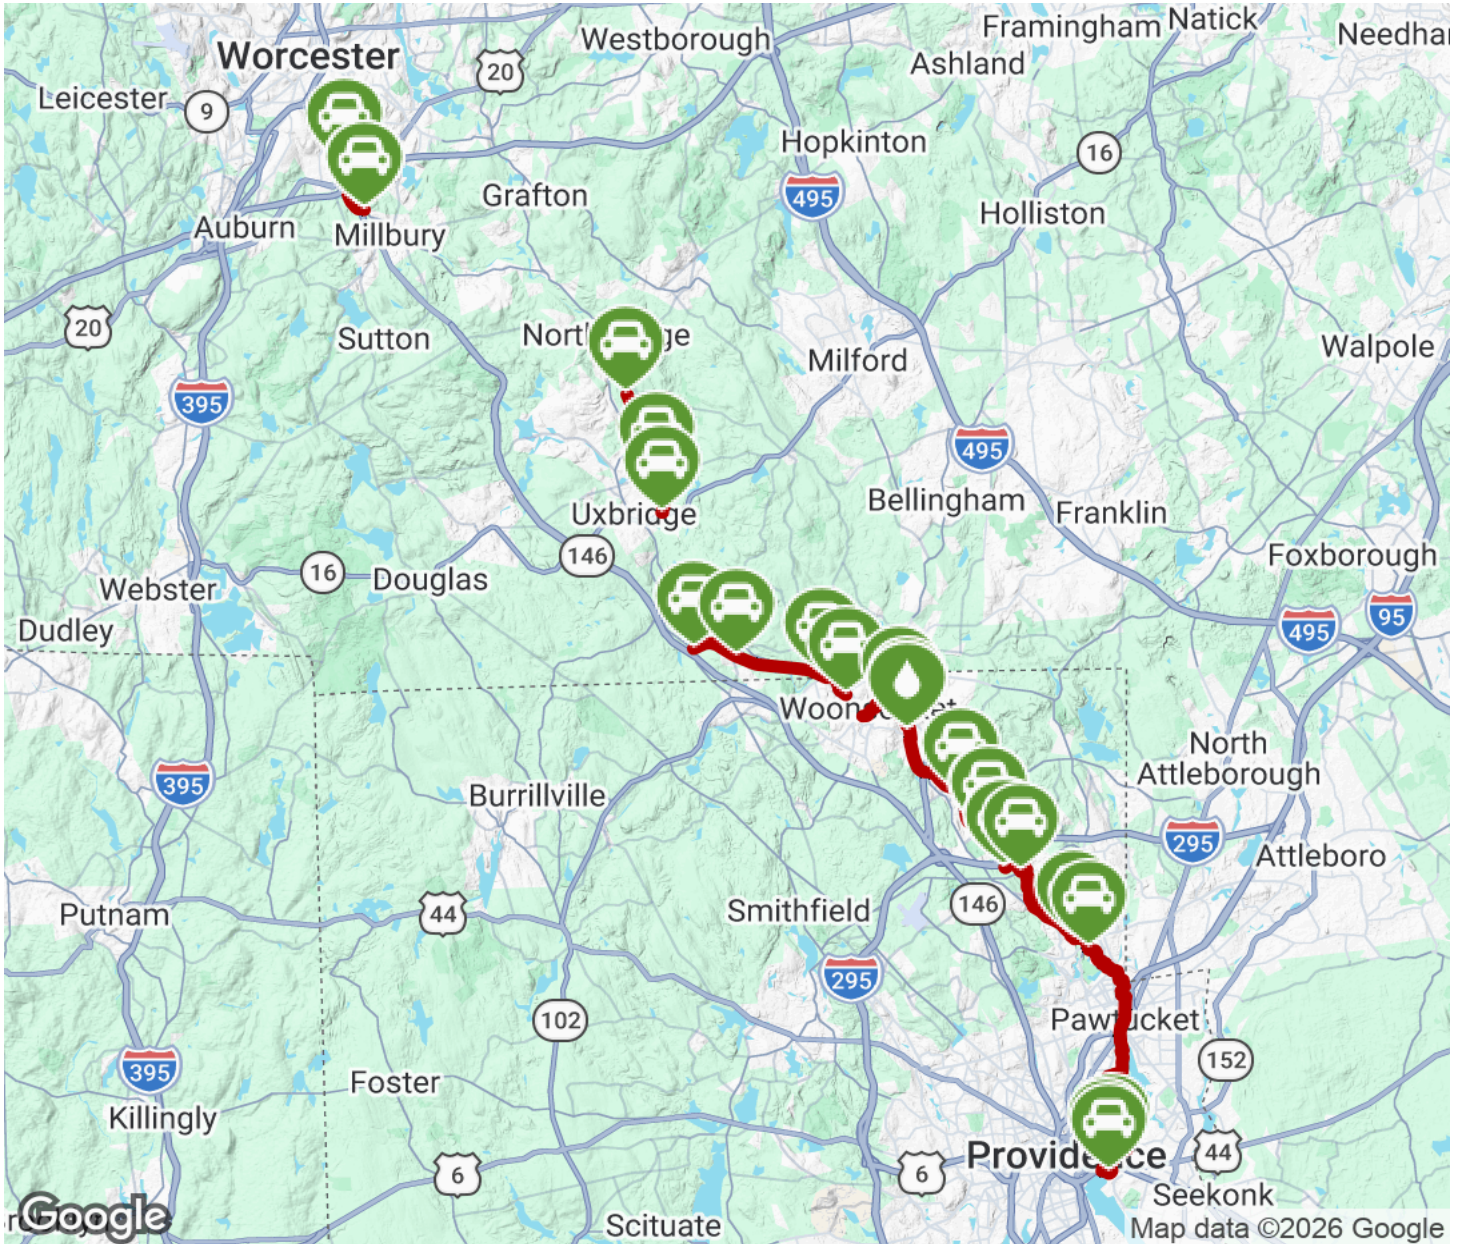 Westborough
Framingham
Natick
Worcester
20
Ashland
Leicester
9
Hopkinton
16
Grafton
495
Holliston
Auburn
Millbury
20
Sutton
Milford
Walpole
395
495
Bellingham
Franklin
Uxbridge
146
Foxborough
16
Douglas
Webster
95
495
Dudley
North
Attleborough
395
Burrillville
295
Attleboro
146
Smithfield
44
Putnam
295
102
Pawtucket
152
395
Foster
Killingly
44
6
6
Seekonk
Google
Scituate
Map data ©2026 Google